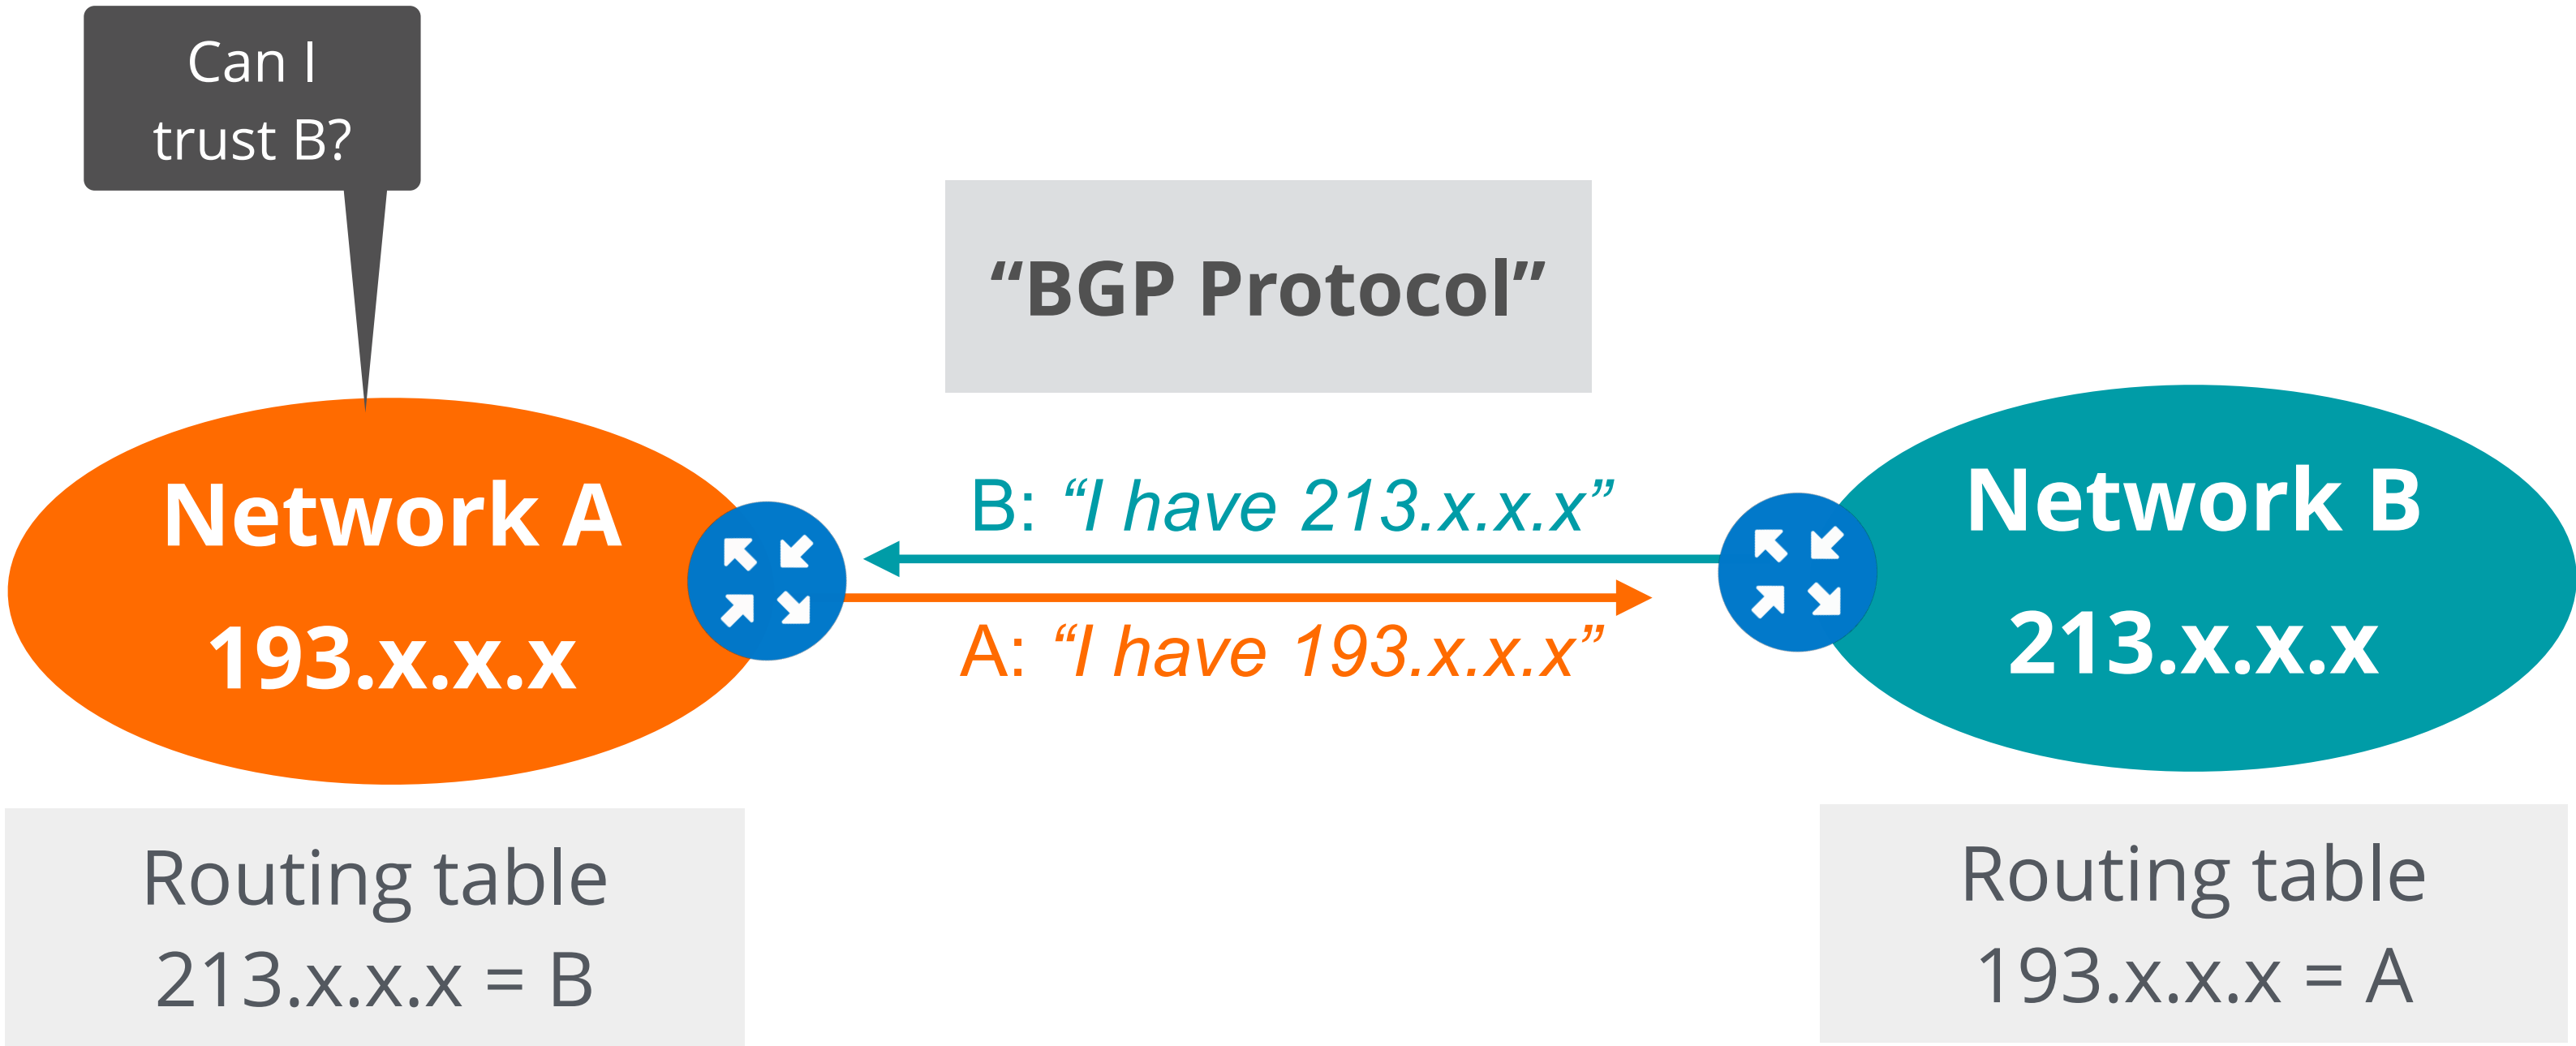 Can I
trust B?
“BGP Protocol”
Network A
193.x.x.x
B: “I have 213.x.x.x”
A: “I have 193.x.x.x”
Network B
213.x.x.x
Routing table
213.x.x.x = B
Routing table
193.x.x.x = A